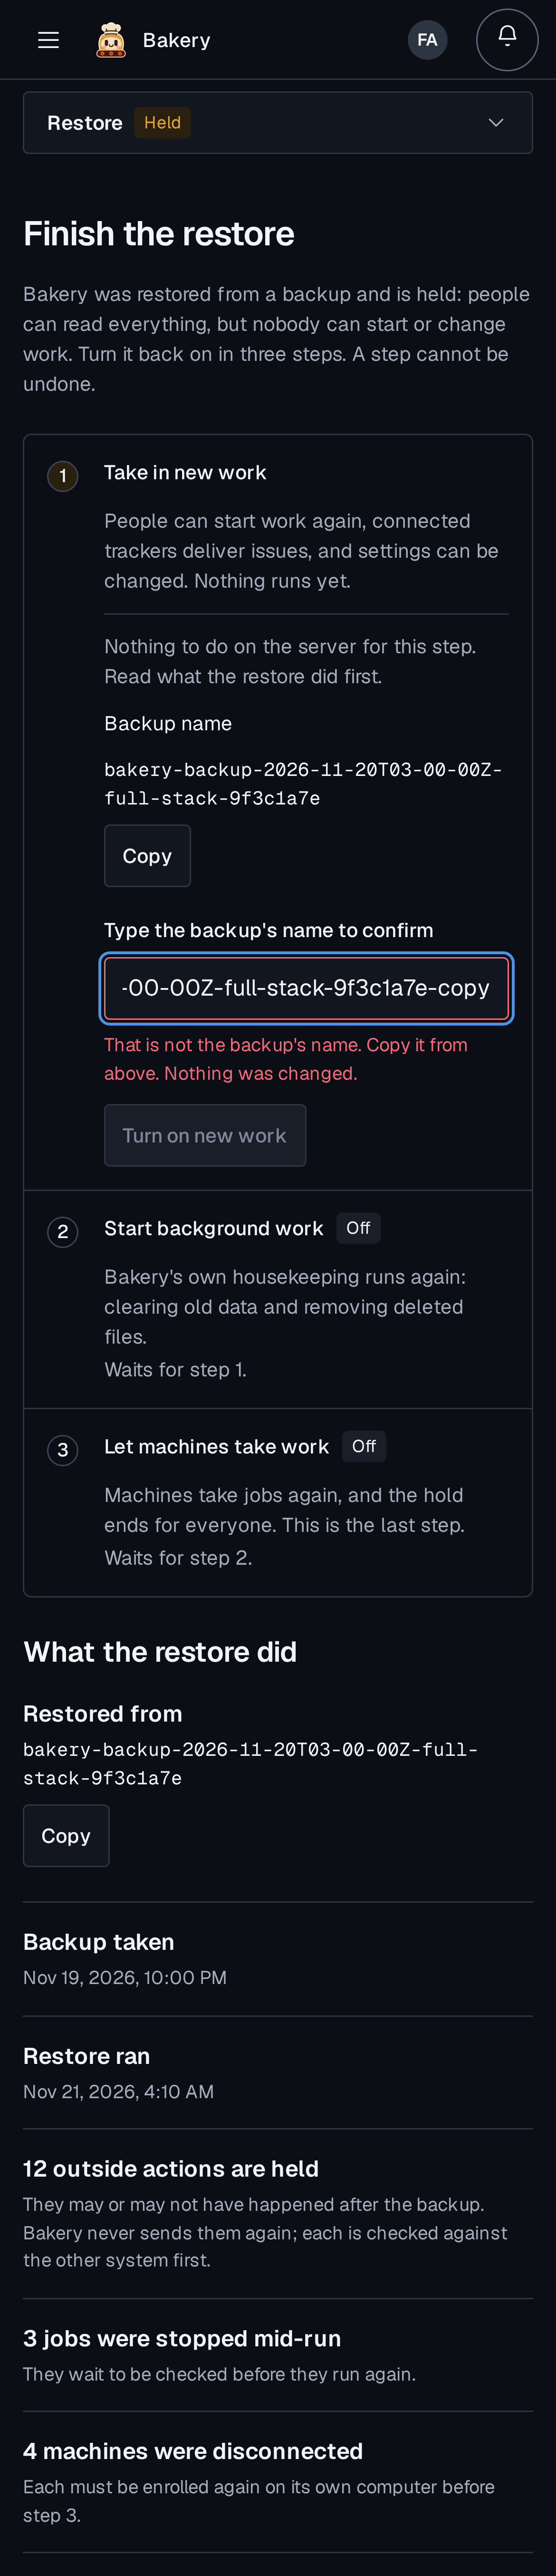 Bakery
FA
Restore Held
Finish the restore
Bakery was restored from a backup and is held: people
can read everything, but nobody can start or change
work. Turn it back on in three steps. A step cannot be
undone.
1 Take in new work
People can start work again, connected
trackers deliver issues, and settings can be
changed. Nothing runs yet.
Nothing to do on the server for this step.
Read what the restore did first.
Backup name
bakery-backup-2026-11-20T03-00-00Z-
full-stack-9f3c1a7e
Copy
Type the backup's name to confirm
-00-00Z-full-stack-9f3c1a7e-copy
That is not the backup's name. Copy it from
above. Nothing was changed.
Turn on new work
2 Start background work Off
Bakery's own housekeeping runs again:
clearing old data and removing deleted
files.
Waits for step 1.
3 Let machines take work Off
Machines take jobs again, and the hold
ends for everyone. This is the last step.
Waits for step 2.
What the restore did
Restored from
bakery-backup-2026-11-20T03-00-00Z-full-
stack-9f3c1a7e
Copy
Backup taken
Nov 19, 2026, 10:00 PM
Restore ran
Nov 21, 2026, 4:10 AM
12 outside actions are held
They may or may not have happened after the backup.
Bakery never sends them again; each is checked against
the other system first.
3 jobs were stopped mid-run
They wait to be checked before they run again.
4 machines were disconnected
Each must be enrolled again on its own computer before
step 3.